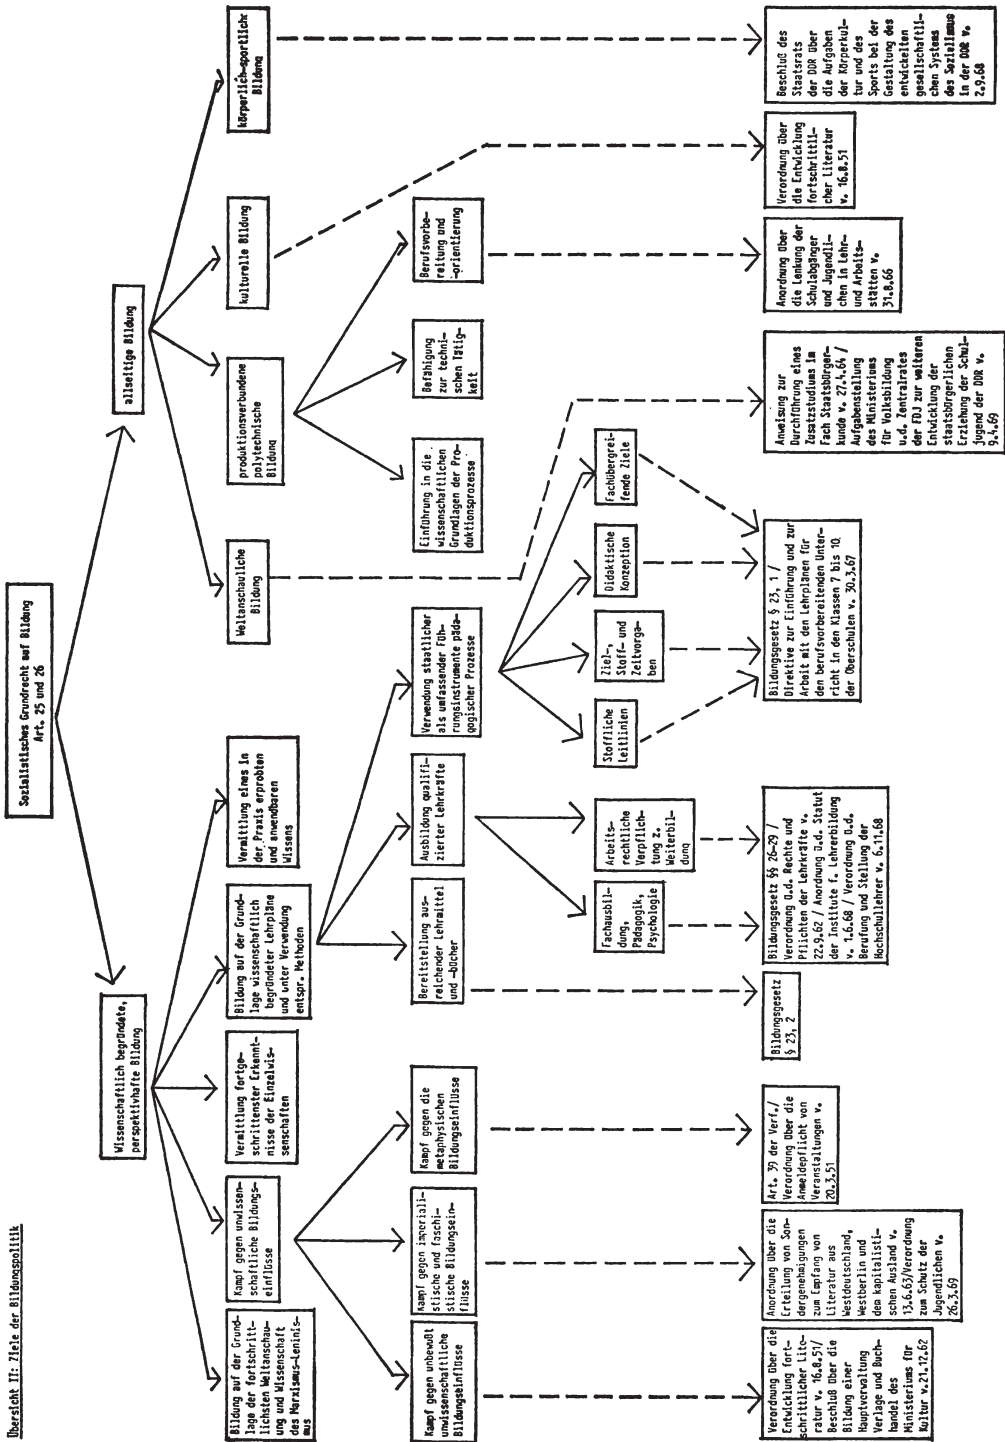 Übersicht II: Ziele der Bildungspolitik
Sozialistisches Grundrecht auf Bildung
Art. 25 und 26
Wissenschaftlich begründete,
perspektivhafte Bildung
allseitige Bildung
Bildung auf der Grund-
lage der fortschritt-
lichsten Weltanschau-
ung und Wissenschaft
des Marxismus-Leninis-
mus
Kampf gegen unwissen-
schaftliche Bildungs-
einflüsse
Vermittlung fortge-
schrittenster Erkennt-
nisse der Einzelwis-
senschaften
Bildung auf der Grund-
lage wissenschaftlich
begründeter Lehrpläne
und unter Verwendung
entspr. Methoden
Vermittlung eines in
der Praxis erprobten
und anwendbaren
Wissens
Weltanschauliche
Bildung
produktionsverbundene
polytechnische
Bildung
kulturelle Bildung
körperlich-sportliche
Bildung
Kampf gegen unbewußt
unwissenschaftliche
Bildungseinflüsse
Kampf gegen imperiali-
stische und faschi-
stische Bildungsein-
flüsse
Kampf gegen die
metaphysischen
Bildungseinflüsse
Bereitstellung aus-
reichender Lehrmittel
und -bücher
Ausbildung qualifi-
zierter Lehrkräfte
Verwendung staatlicher
als umfassender Füh-
rungsinstrumente päda-
gogischer Prozesse
Einführung in die
wissenschaftlichen
Grundlagen der Pro-
duktionsprozesse
Befähigung
zur techni-
schen Tätig-
keit
Berufsvorbe-
reitung und
-orientierung
Fachausbil-
dung,
Pädagogik,
Psychologie
Arbeits-
rechtliche
Verpflich-
tung z.
Weiterbil-
dung
Stoffliche
Leitlinien
Ziel-,
Stoff- und
Zeitvorga-
ben
Didaktische
Konzeption
Fachübergrei-
fende Ziele
Verordnung über die
Entwicklung fort-
schrittlicher Lite-
ratur v. 16.8.51/
Beschluß über die
Bildung einer
Hauptverwaltung
Verlage und Buch-
handel des
Ministeriums für
Kultur v.21.12.62
Anordnung über die
Erteilung von Son-
dergenehmigungen
zum Empfang von
Literatur aus
Westdeutschland,
Westberlin und
dem kapitalisti-
schen Ausland v.
13.6.63/Verordnung
zum Schutz der
Jugendlichen v.
26.3.69
Art. 39 der Verf./
Verordnung über die
Anmeldepflicht von
Veranstaltungen v.
20.3.51
Bildungsgesetz
§ 23, 2
Bildungsgesetz §§ 26-29 /
Verordnung ü.d. Rechte und
Pflichten der Lehrkräfte v.
22.9.62 / Anordnung ü.d. Statut
der Institute f. Lehrerbildung
v. 1.6.68 / Verordnung ü.d.
Berufung und Stellung der
Hochschullehrer v. 6.11.68
Bildungsgesetz § 23, 1 /
Direktive zur Einführung und zur
Arbeit mit den Lehrplänen für
den berufsvorbereitenden Unter-
richt in den Klassen 7 bis 10.
der Oberschulen v. 30.3.67
Anweisung zur
Durchführung eines
Zusatzstudiums im
Fach Staatsbürger-
kunde v. 27.4.64 /
Aufgabenstellung
des Ministeriums
für Volksbildung
u.d. Zentralrates
der FDJ zur weiteren
Entwicklung der
staatsbürgerlichen
Erziehung der Schul-
jugend der DDR v.
9.4.69
Anordnung über
die Lenkung der
Schulabgänger
und Jugendli-
chen in Lehr-
und Arbeits-
stätten v.
31.8.66
Verordnung über
die Entwicklung
fortschrittli-
cher Literatur
v. 16.8.51
Beschluß des
Staatsrats
der DDR über
die Aufgaben
der Körperkul-
tur und des
Sports bei der
Gestaltung des
entwickelten
gesellschaftli-
chen Systems
des Sozialismus
in der DDR v.
2.9.68